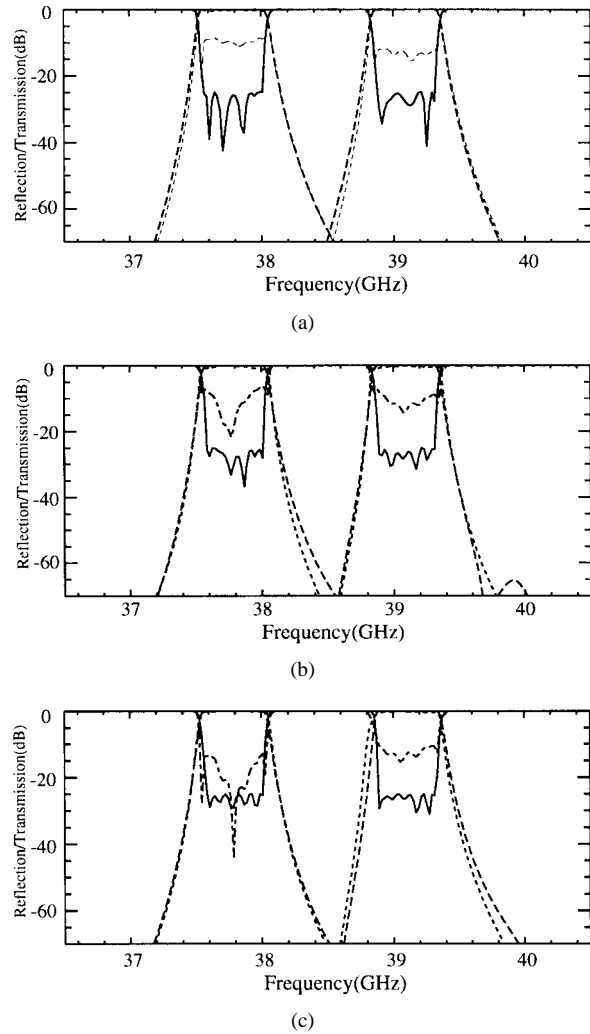 Reflection/Transmission(dB)
0
-20
-40
-60
37
38
39
40
Frequency(GHz)
(a)
Reflection/Transmission(dB)
0
-20
-40
-60
37
38
39
40
Frequency(GHz)
(b)
Reflection/Transmission(dB)
0
-20
-40
-60
37
38
39
40
Frequency(GHz)
(c)